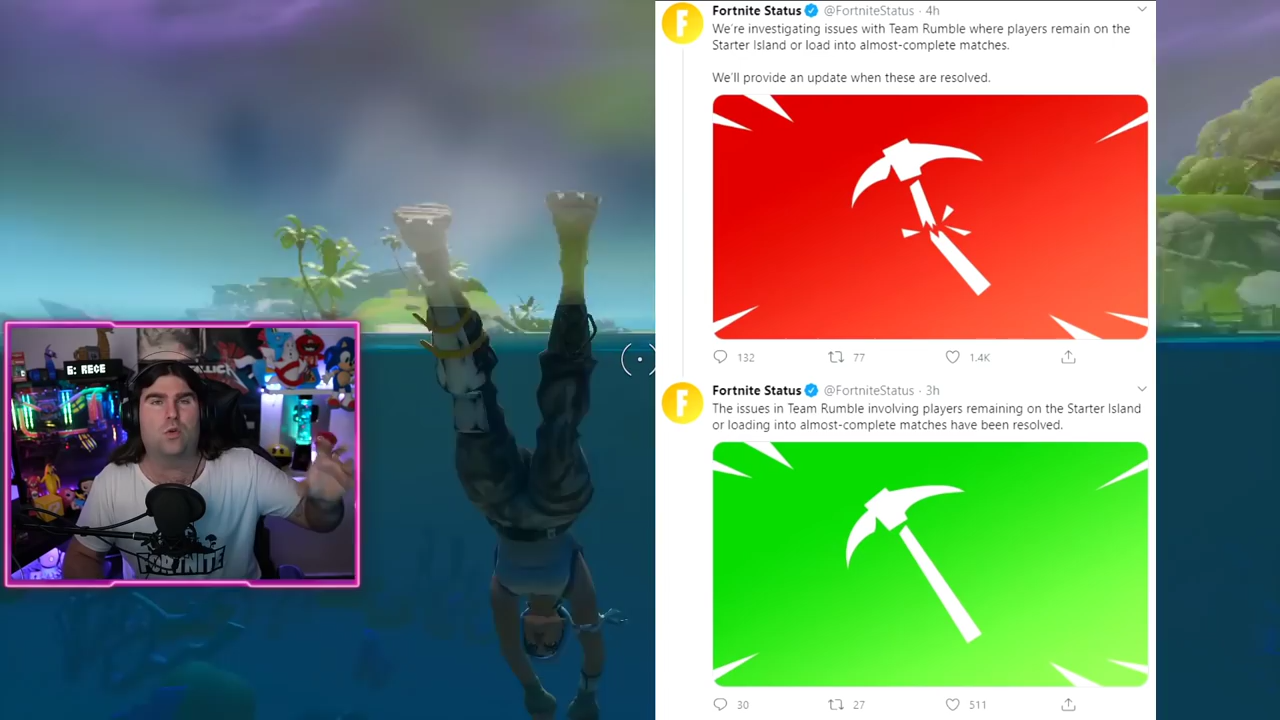 Fortnite Status @FortniteStatus · 4h
We're investigating issues with Team Rumble where players remain on the
Starter Island or load into almost-complete matches.
We'll provide an update when these are resolved.
132 77 1.4K
Fortnite Status @FortniteStatus · 3h
The issues in Team Rumble involving players remaining on the Starter Island
or loading into almost-complete matches have been resolved.
30 27 511
6: RECE
FORTNITE